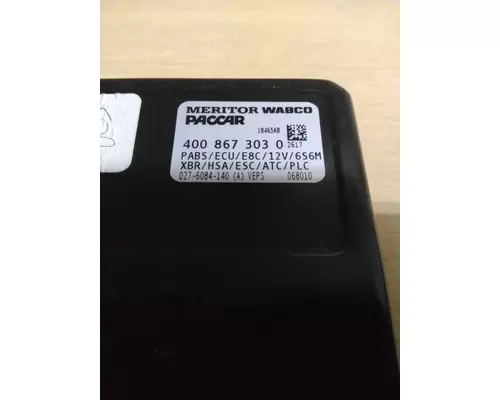 MERITOR WABCO
PACCAR
1B465AB
400 867 303 0 2617
PABS/ECU/E8C/12V/6S6M
XBR/HSA/ESC/ATC/PLC
027-6084-140 (A) VEPS 068010